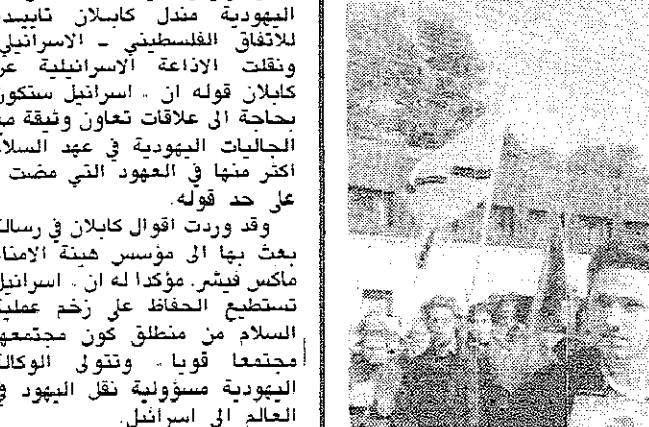 اليهودية مندل كابلان تاييده
للاتفاق الفلسطيني - الاسرائيلي
ونقلت الاذاعة الاسرائيلية عن
كابلان قوله ان « اسرائيل ستكون
بحاجة الى علاقات تعاون وثيقة مع
الجاليات اليهودية في عهد السلام
اكثر منها في العهود التي مضت »
على حد قوله.
وقد وردت اقوال كابلان في رسالة
بعث بها الى مؤسس هيئة الامناء
ماكس فيشر. مؤكدا له ان « اسرائيل
تستطيع الحفاظ على زخم عملية
السلام من منطلق كون مجتمعها
مجتمعا قويا » وتتولى الوكالة
اليهودية مسؤولية نقل اليهود في
العالم الى اسرائيل.